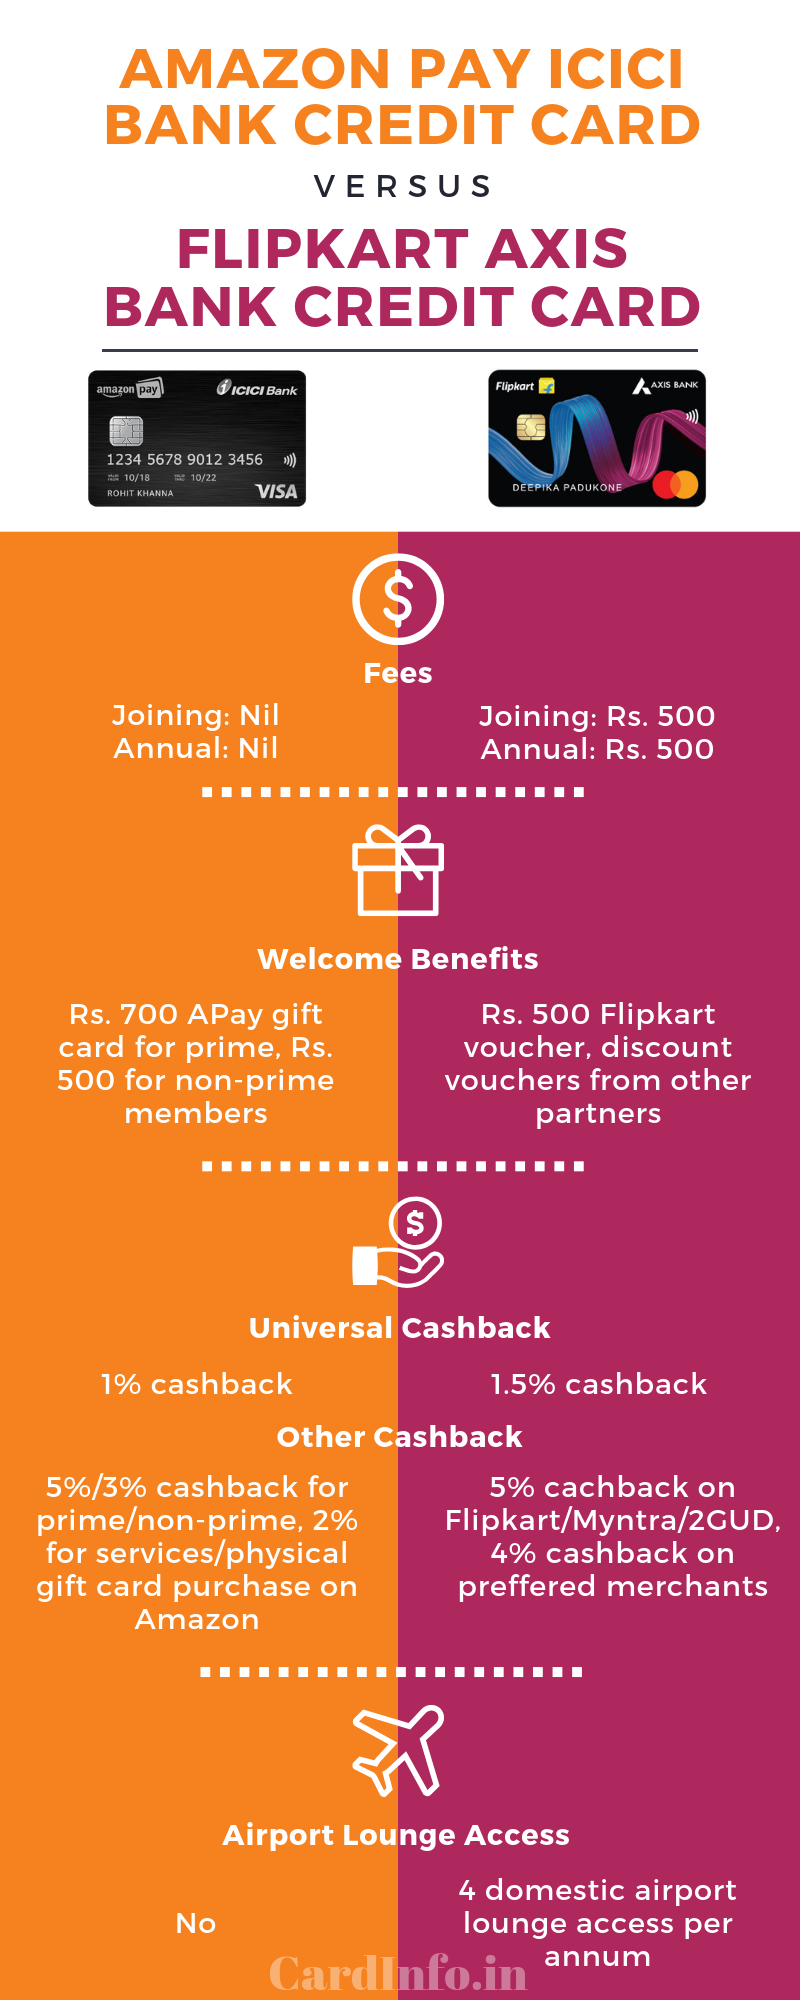 AMAZON PAY ICICI
BANK CREDIT CARD
VERSUS
FLIPKART AXIS
BANK CREDIT CARD
amazon pay
ICICI Bank
1234 5678 9012 3456
VALID FROM 10/18 VALID THRU 10/22
ROHIT KHANNA
VISA
Flipkart
AXIS BANK
DEEPIKA PADUKONE
Fees
Joining: Nil
Annual: Nil
Joining: Rs. 500
Annual: Rs. 500
Welcome Benefits
Rs. 700 APay gift
card for prime, Rs.
500 for non-prime
members
Rs. 500 Flipkart
voucher, discount
vouchers from other
partners
Universal Cashback
1% cashback
1.5% cashback
Other Cashback
5%/3% cashback for
prime/non-prime, 2%
for services/physical
gift card purchase on
Amazon
5% cachback on
Flipkart/Myntra/2GUD,
4% cashback on
preffered merchants
Airport Lounge Access
No
4 domestic airport
lounge access per
annum
CardInfo.in